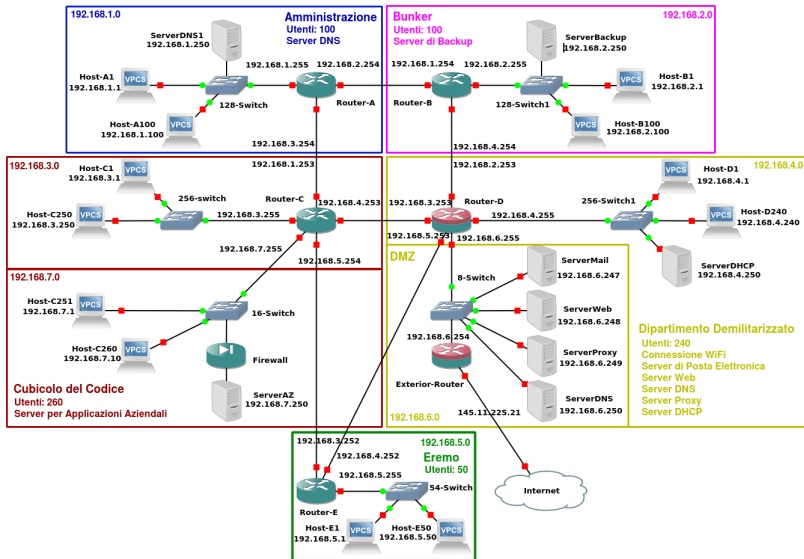 192.168.1.0
ServerDNS1
192.168.1.250
Amministrazione
Utenti: 100
Server DNS
Host-A1
192.168.1.1
VPCS
192.168.1.255
192.168.2.254
128-Switch
Router-A
Host-A100
192.168.1.100
VPCS
192.168.3.254
Bunker
Utenti: 100
Server di Backup
192.168.2.0
ServerBackup
192.168.2.250
192.168.1.254
192.168.2.255
Router-B
128-Switch1
Host-B1
192.168.2.1
VPCS
Host-B100
192.168.2.100
VPCS
192.168.4.254
192.168.3.0
Host-C1
192.168.3.1
VPCS
192.168.1.253
256-switch
Router-C
192.168.4.253
Host-C250
192.168.3.250
VPCS
192.168.3.255
192.168.7.255
192.168.5.254
192.168.4.0
192.168.2.253
Host-D1
192.168.4.1
VPCS
192.168.3.253
Router-D
192.168.4.255
256-Switch1
Host-D240
192.168.4.240
VPCS
192.168.5.253
192.168.6.255
ServerDHCP
192.168.4.250
192.168.7.0
Host-C251
192.168.7.1
VPCS
16-Switch
Host-C260
192.168.7.10
VPCS
Firewall
ServerAZ
192.168.7.250
Cubicolo del Codice
Utenti: 260
Server per Applicazioni Aziendali
DMZ
8-Switch
ServerMail
192.168.6.247
ServerWeb
192.168.6.248
192.168.6.254
ServerProxy
192.168.6.249
Exterior-Router
ServerDNS
192.168.6.250
145.11.225.21
192.168.6.0
Dipartimento Demilitarizzato
Utenti: 240
Connessione WiFi
Server di Posta Elettronica
Server Web
Server DNS
Server Proxy
Server DHCP
192.168.3.252
192.168.5.0
192.168.4.252
Eremo
Utenti: 50
192.168.5.255
54-Switch
Router-E
Host-E1
192.168.5.1
VPCS
Host-E50
192.168.5.50
VPCS
Internet